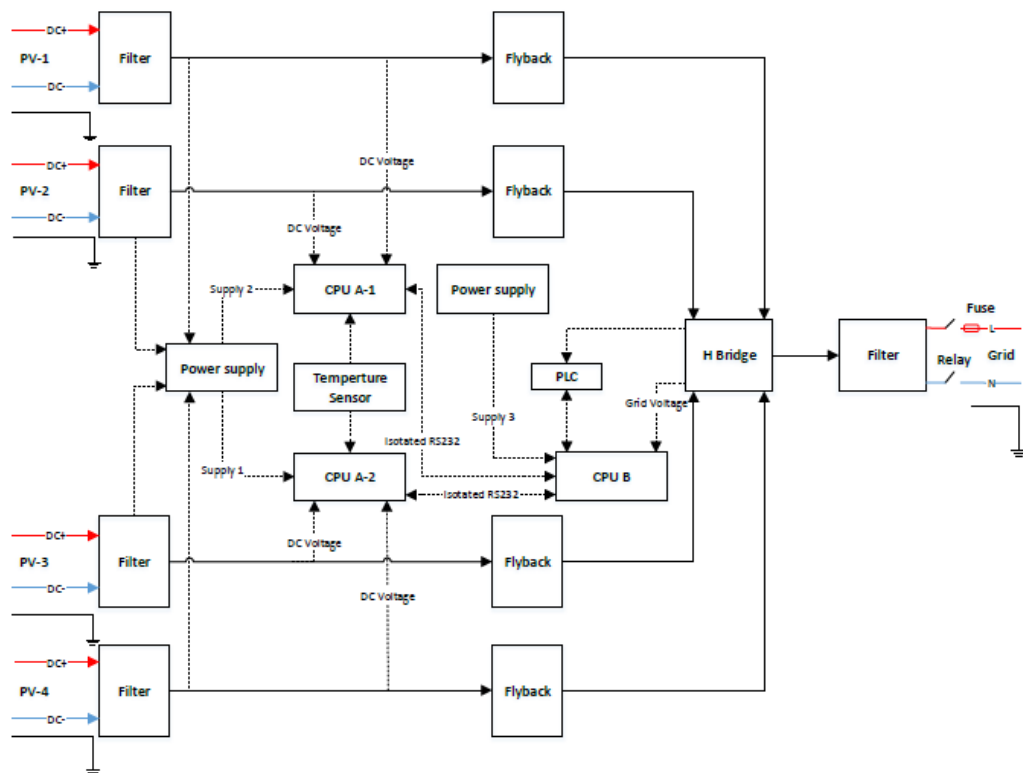 DC+
PV-1
DC-
Filter
Flyback
DC+
PV-2
DC-
Filter
DC Voltage
Flyback
DC Voltage
Supply 2
CPU A-1
Power supply
Power supply
Temperture
Sensor
PLC
H Bridge
Filter
Fuse
L
Relay
Grid
N
Grid Voltage
Supply 3
Isotated RS232
Supply 1
CPU A-2
Isotated RS232
CPU B
DC+
PV-3
DC-
Filter
DC Voltage
Flyback
DC Voltage
DC+
PV-4
DC-
Filter
Flyback